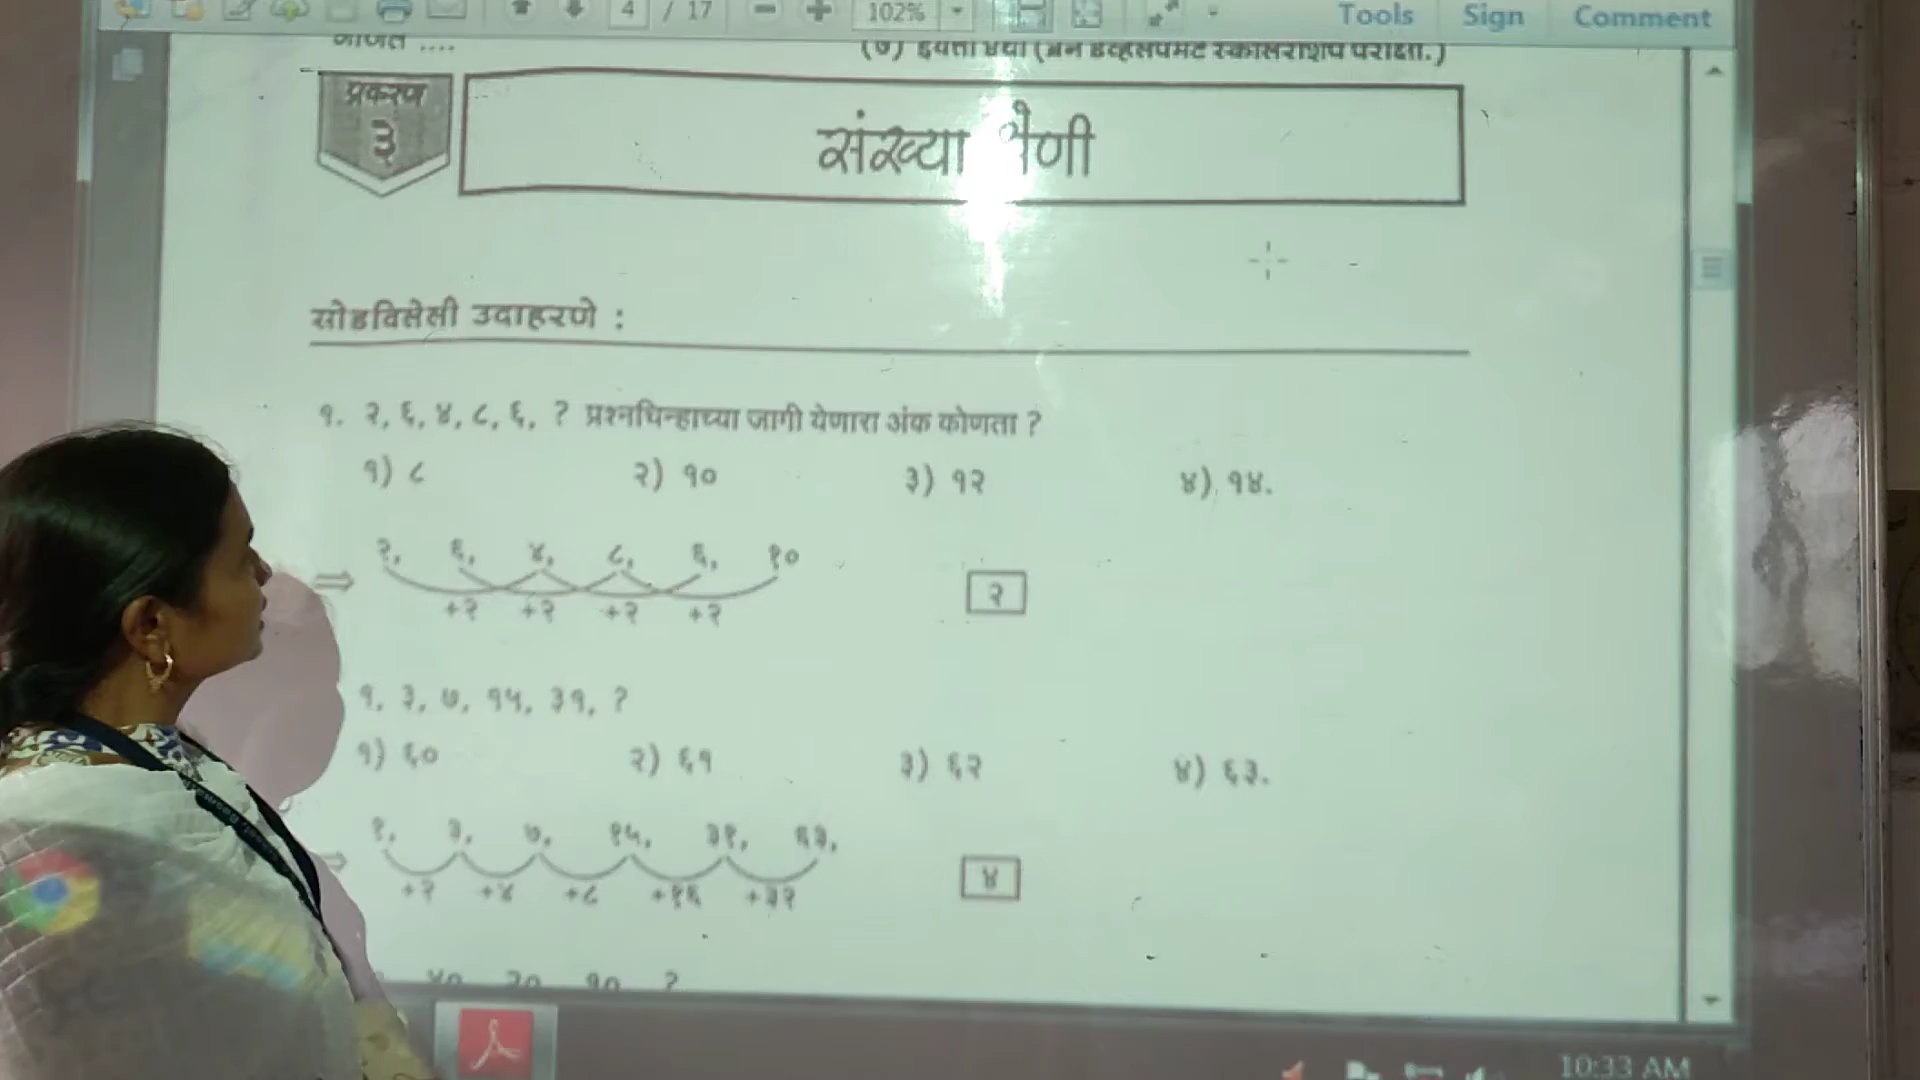 4 / 17 102% Tools Sign Comment
प्रकरण
३
संख्या श्रेणी
सोडविलेली उदाहरणे :
१. २, ६, ४, ८, ६, ? प्रश्नचिन्हाच्या जागी येणारा अंक कोणता ?
१) ८ २) १० ३) १२ ४) १४.
२, ६, ४, ८, ६, १०
⇒ २
+२ +२ +२ +२
१, ३, ७, १५, ३१, ?
१) ६० २) ६१ ३) ६२ ४) ६३.
१, ३, ७, १५, ३१, ६३,
⇒ ४
+२ +४ +८ +१६ +३२
10:33 AM